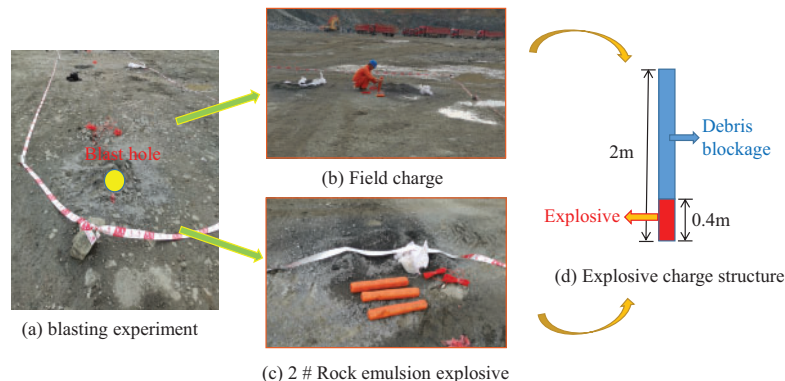 Blast hole
(a) blasting experiment
(b) Field charge
(c) 2 # Rock emulsion explosive
2m
Debris
blockage
Explosive
0.4m
(d) Explosive charge structure